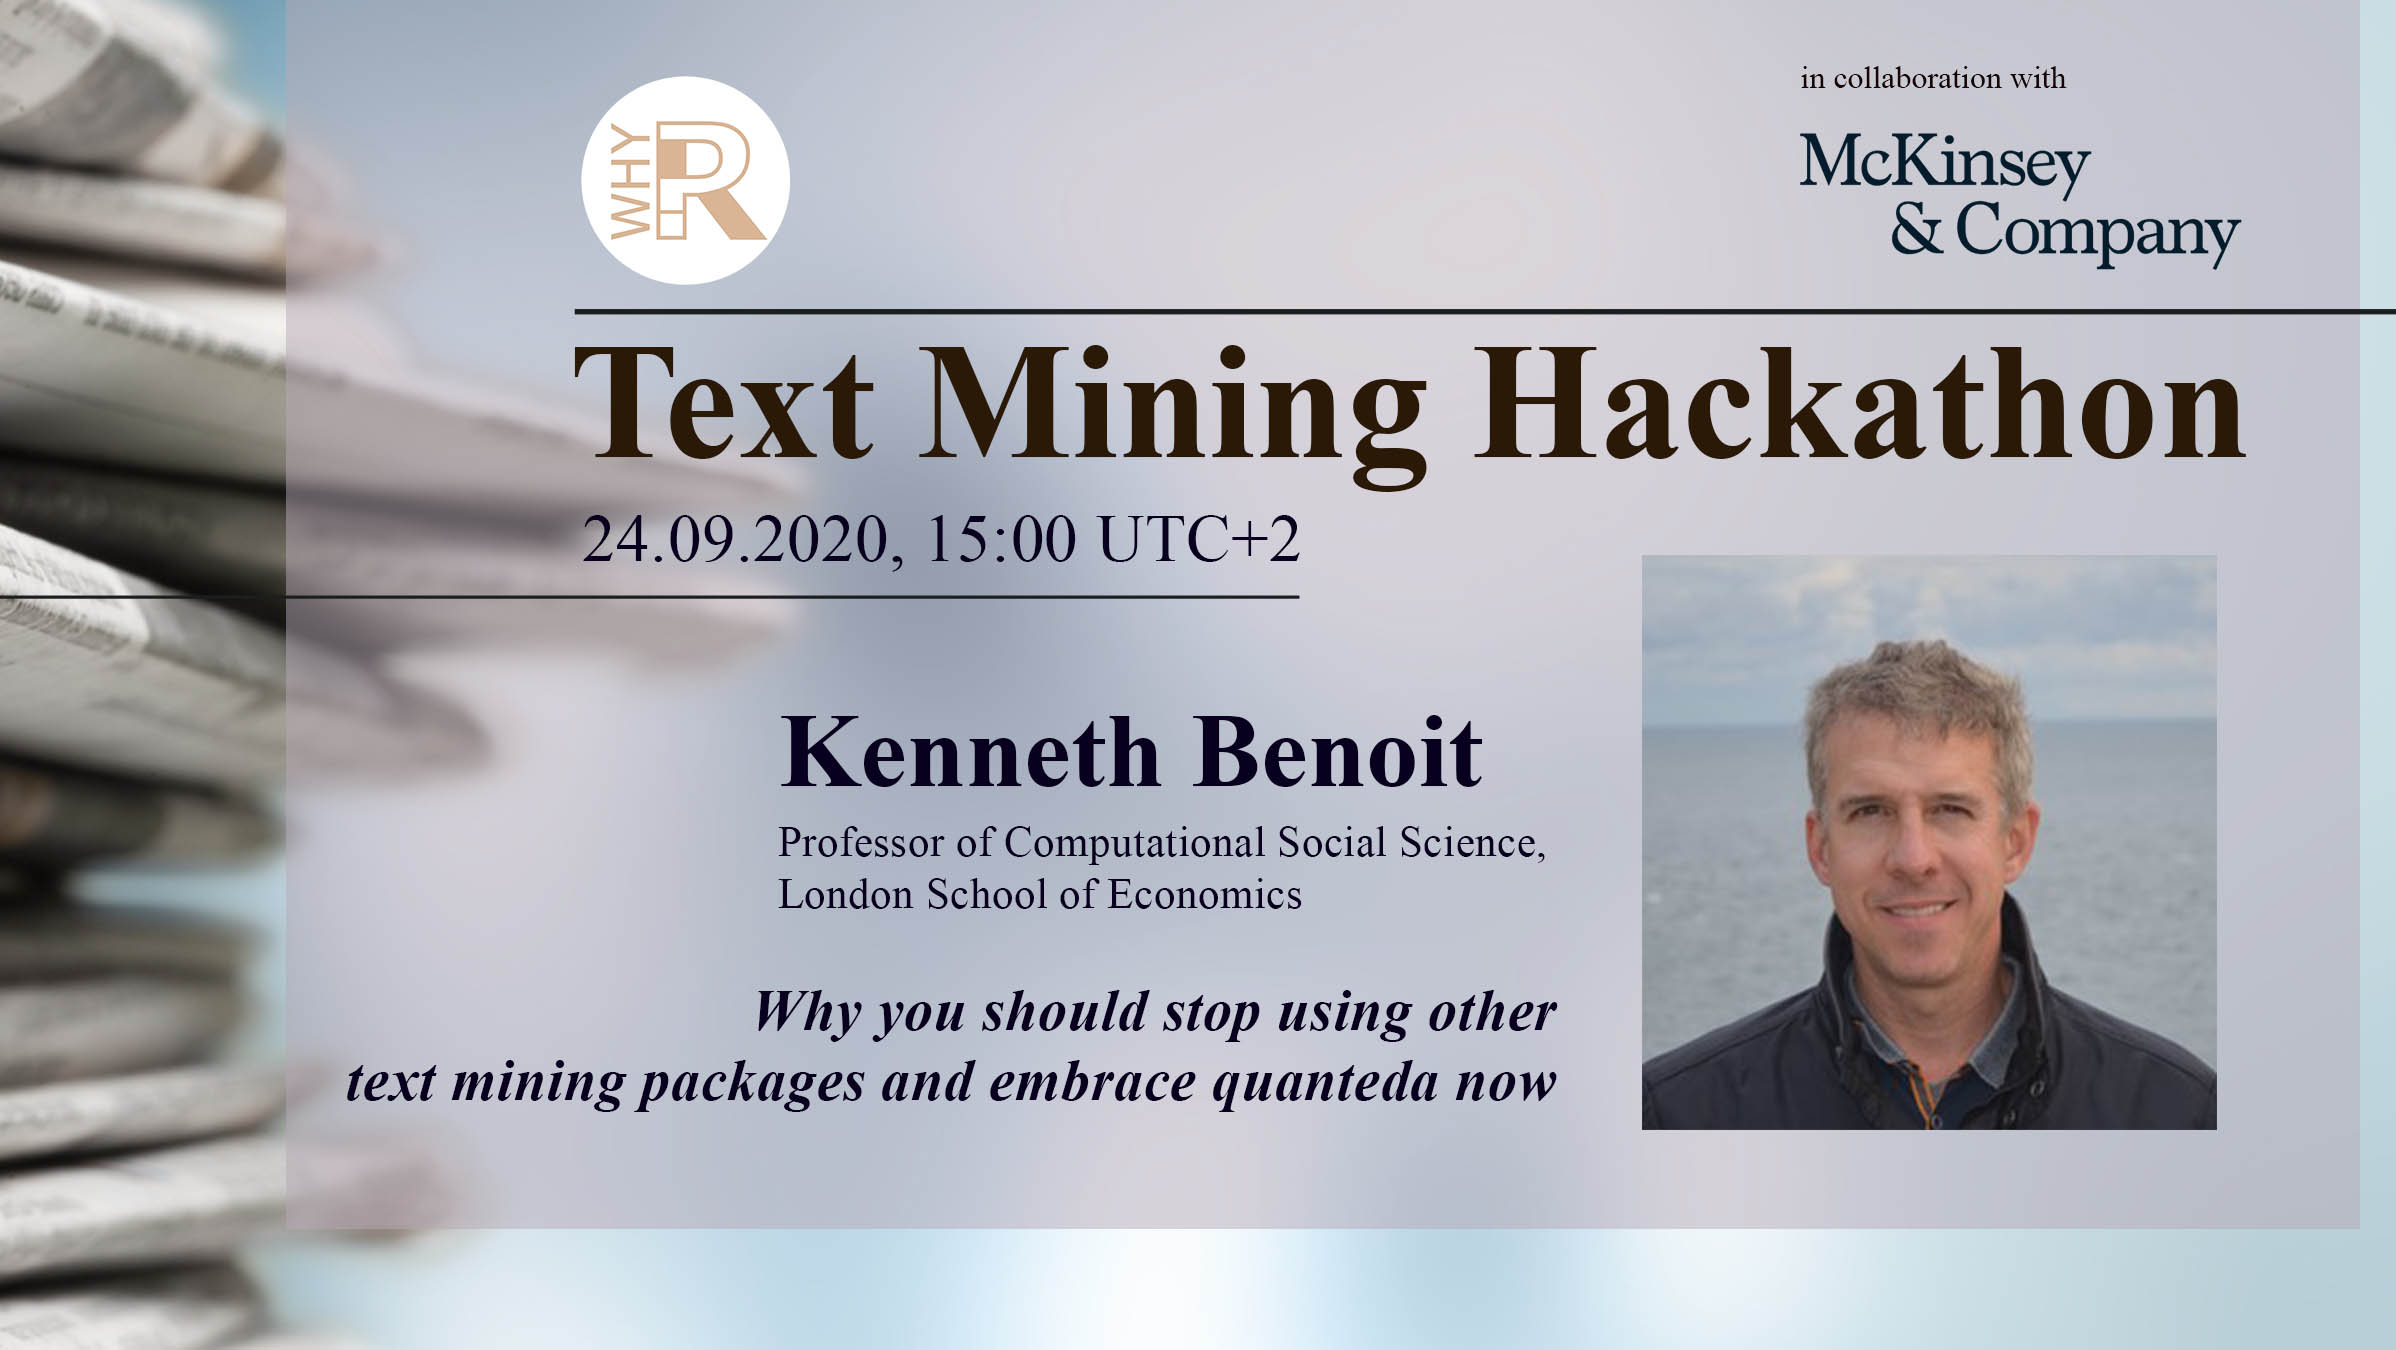 WHY R
in collaboration with
McKinsey
& Company
Text Mining Hackathon
24.09.2020, 15:00 UTC+2
Kenneth Benoit
Professor of Computational Social Science,
London School of Economics
Why you should stop using other
text mining packages and embrace quanteda now